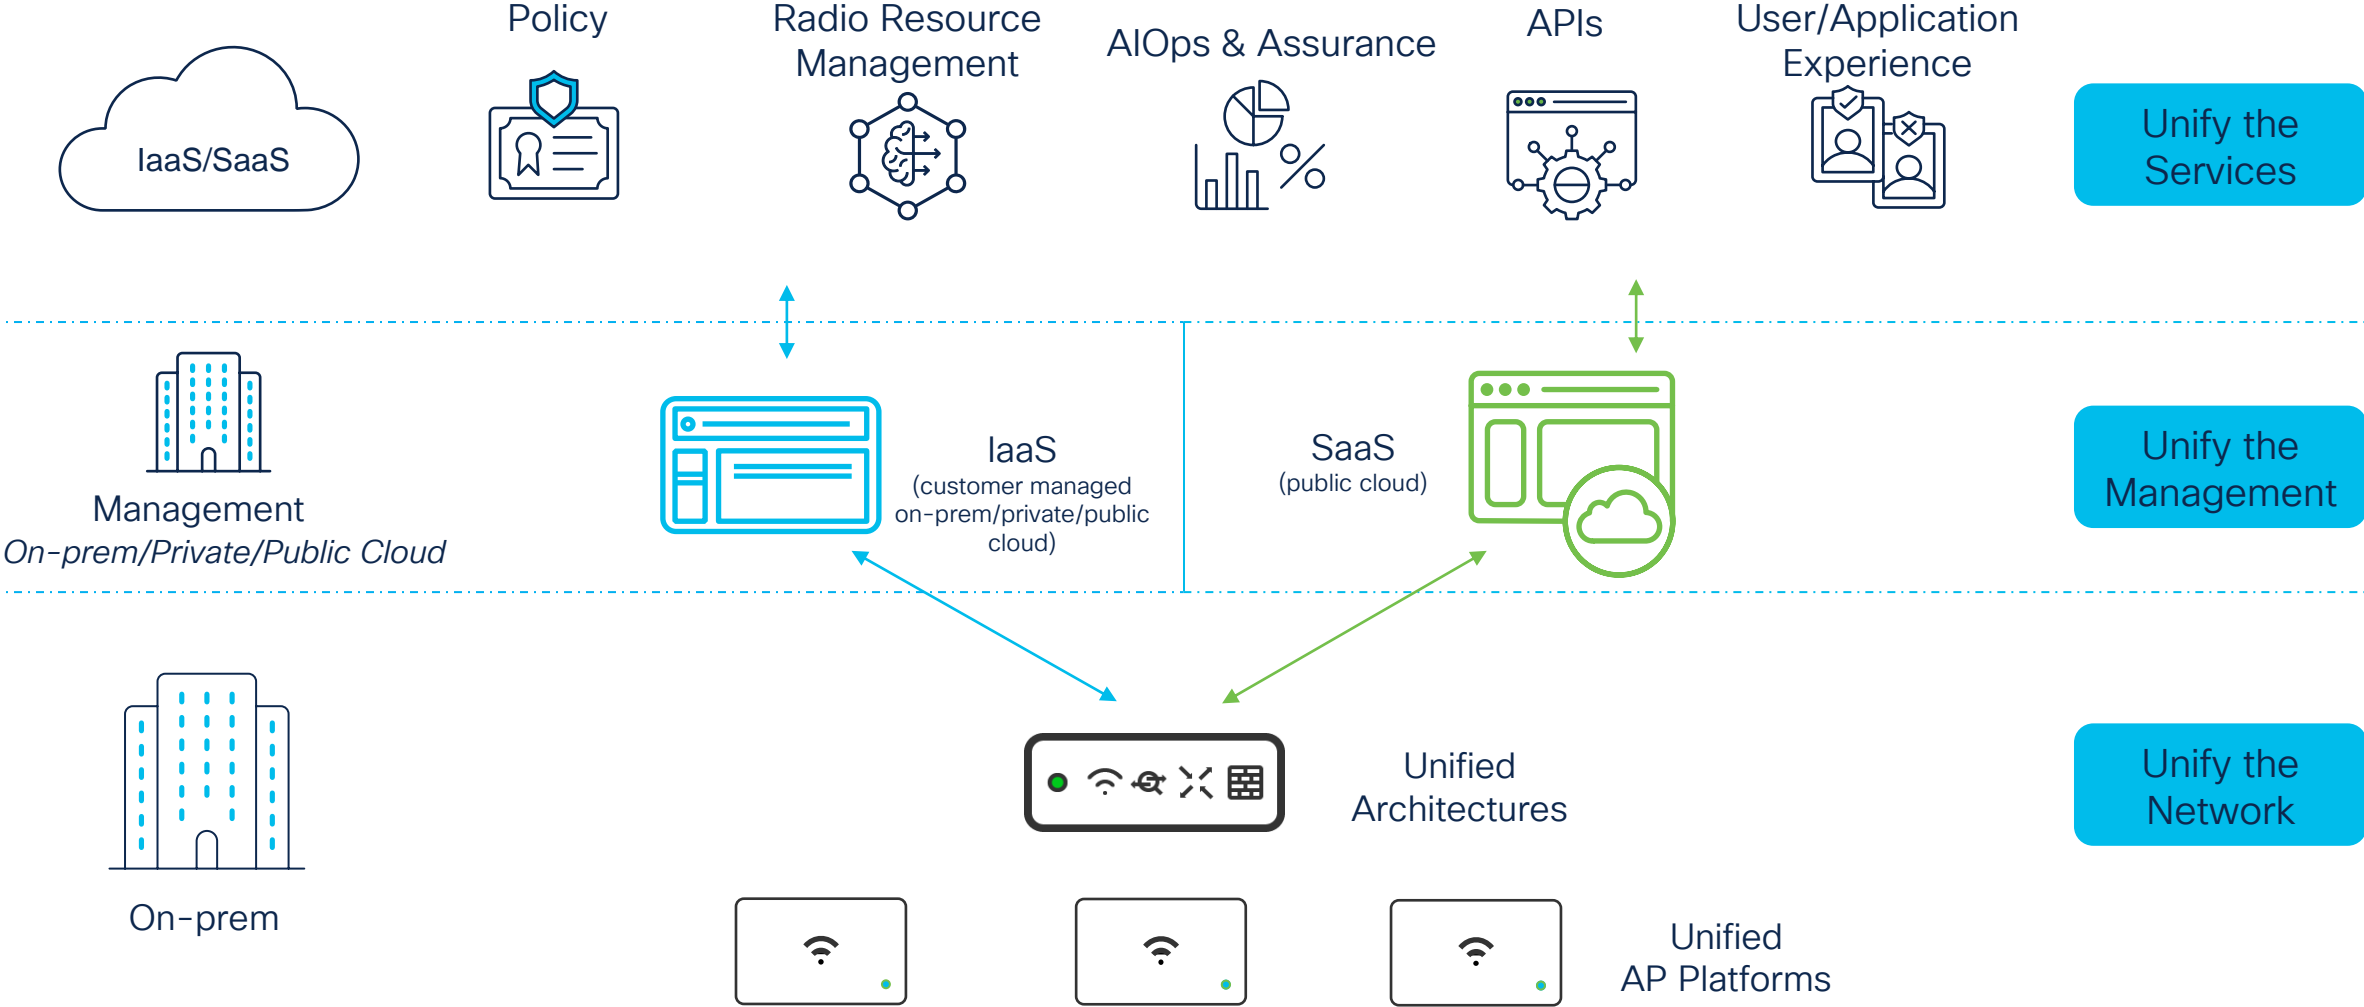 Policy
Radio Resource
Management
AIOps & Assurance
APIs
User/Application
Experience
IaaS/SaaS
Unify the
Services
Management
On-prem/Private/Public Cloud
IaaS
(customer managed
on-prem/private/public
cloud)
SaaS
(public cloud)
Unify the
Management
On-prem
Unified
Architectures
Unify the
Network
Unified
AP Platforms